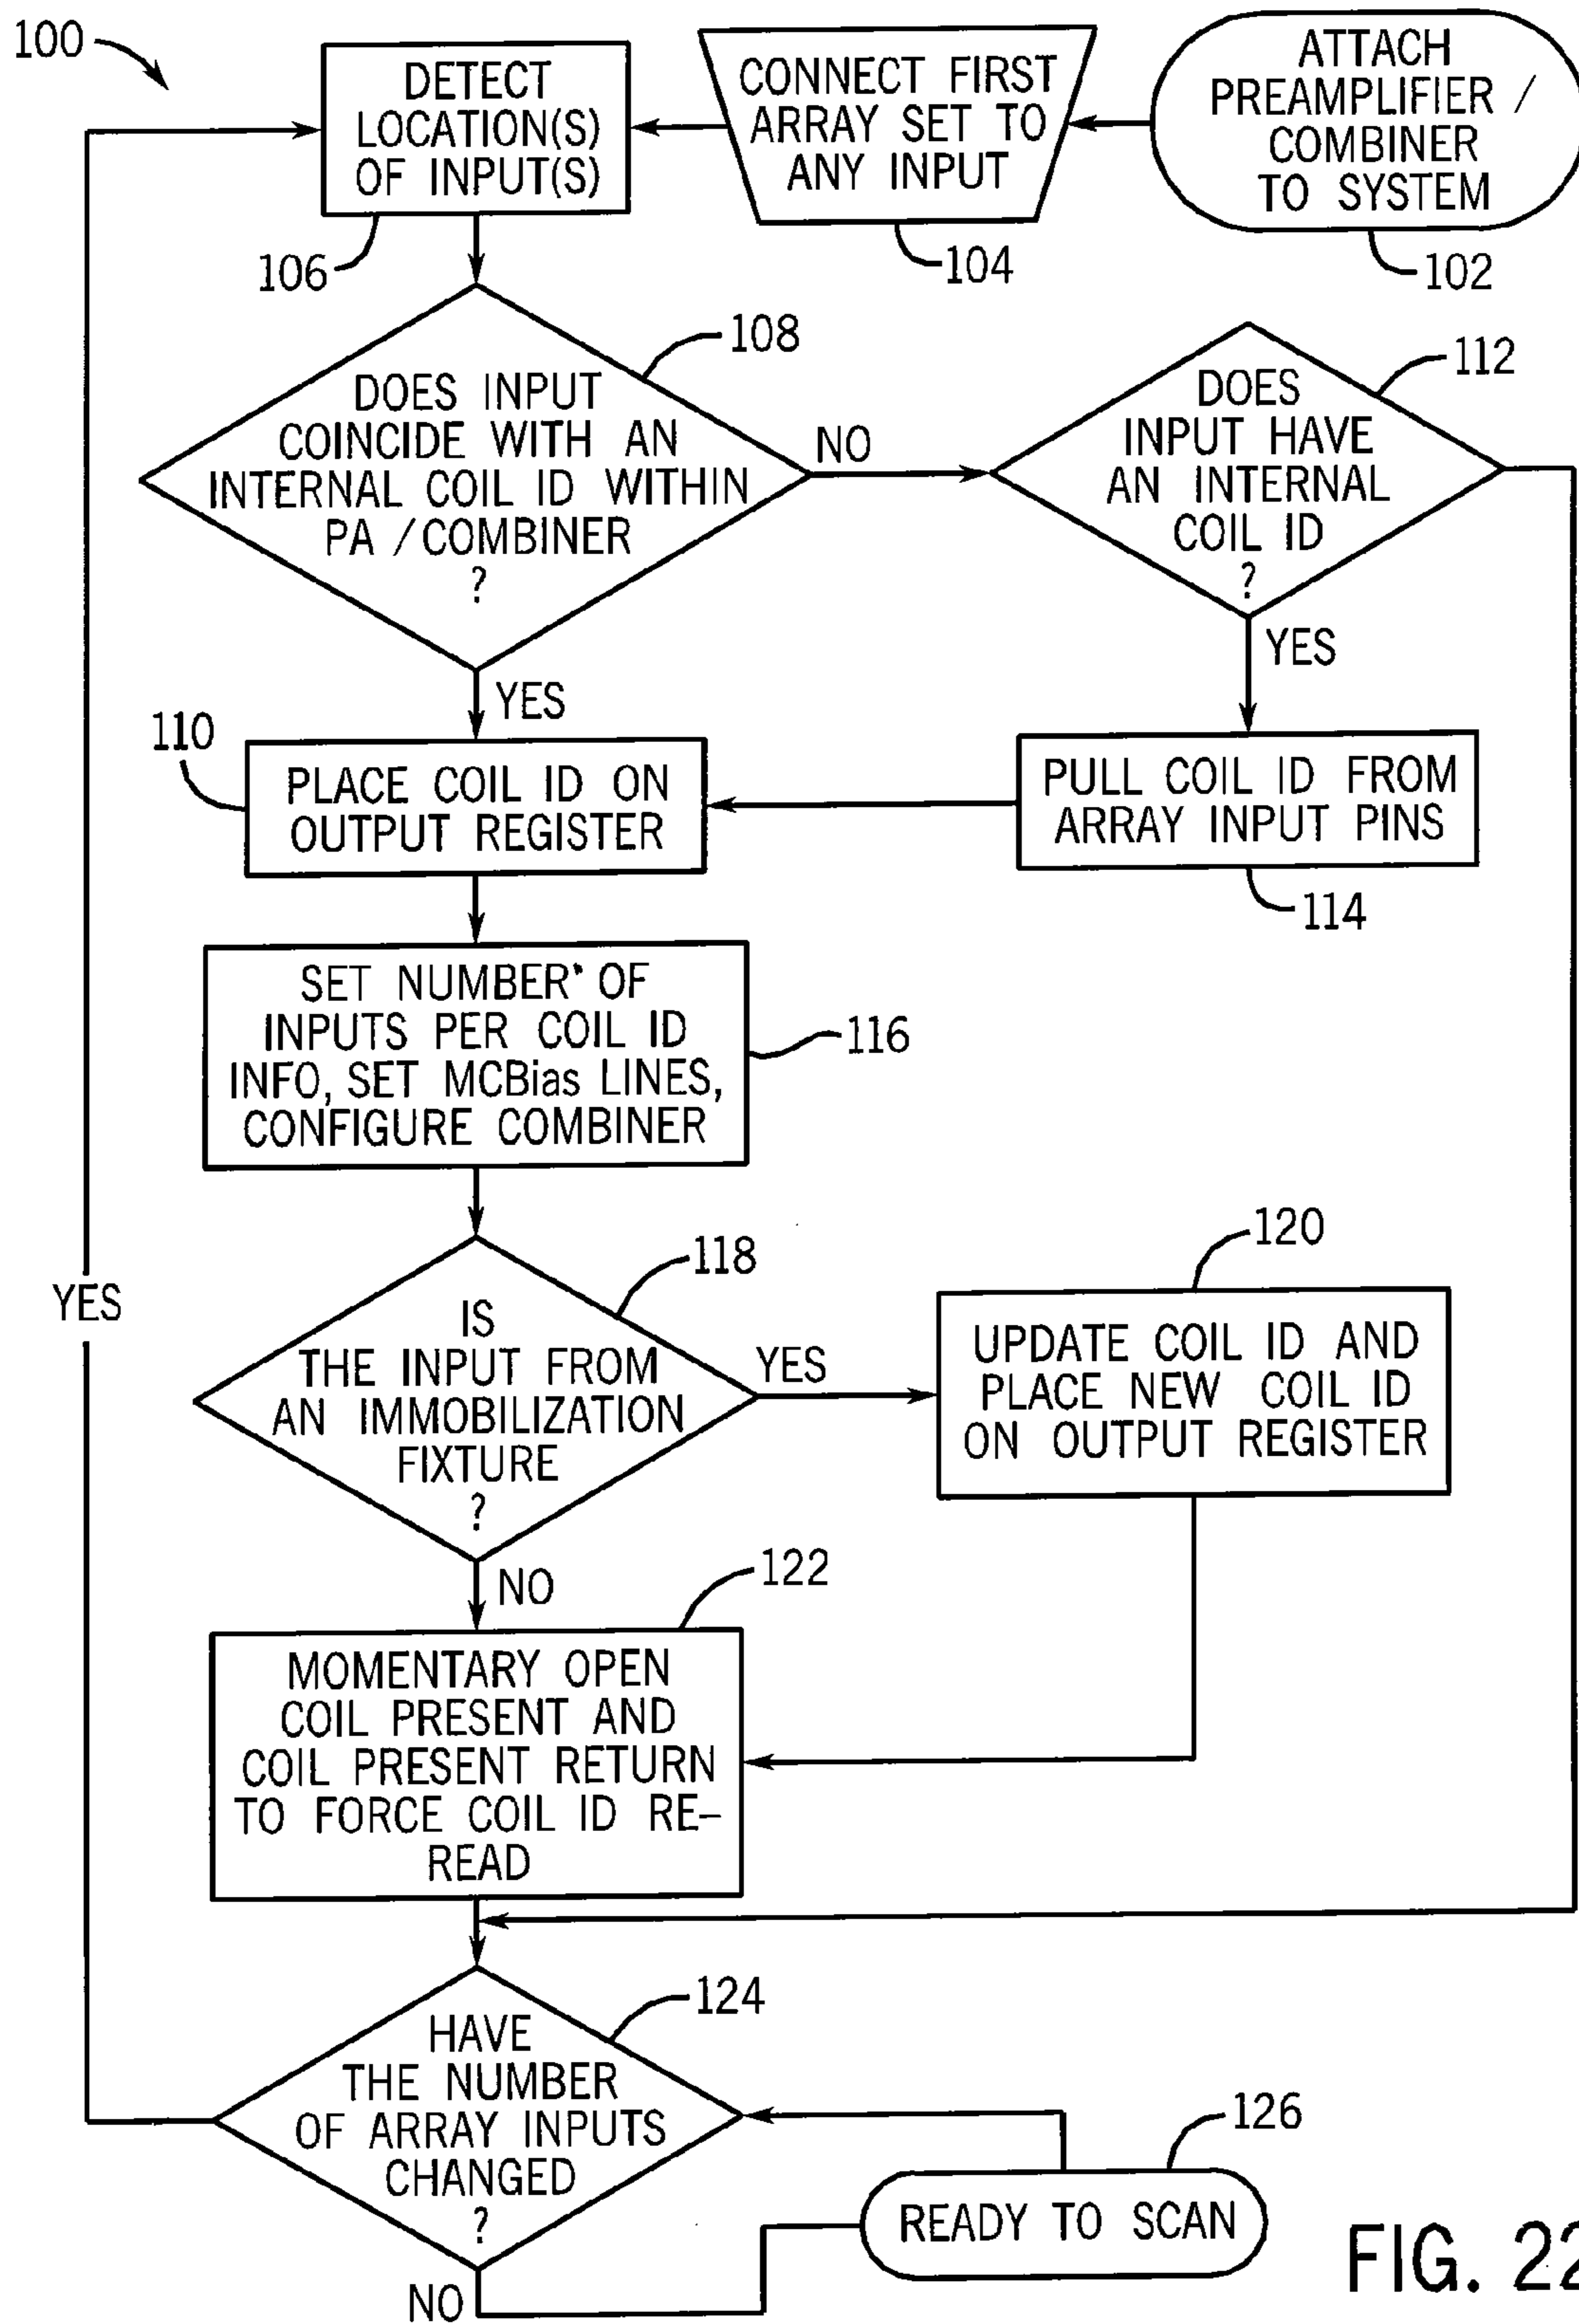 100
DETECT
LOCATION(S)
OF INPUT(S)
106
CONNECT FIRST
ARRAY SET TO
ANY INPUT
104
ATTACH
PREAMPLIFIER /
COMBINER
TO SYSTEM
102
108
DOES INPUT
COINCIDE WITH AN
INTERNAL COIL ID WITHIN
PA / COMBINER
?
NO
YES
112
DOES
INPUT HAVE
AN INTERNAL
COIL ID
?
YES
110
PLACE COIL ID ON
OUTPUT REGISTER
PULL COIL ID FROM
ARRAY INPUT PINS
114
SET NUMBER OF
INPUTS PER COIL ID
INFO, SET MCBias LINES,
CONFIGURE COMBINER
116
YES
118
IS
THE INPUT FROM
AN IMMOBILIZATION
FIXTURE
?
YES
NO
120
UPDATE COIL ID AND
PLACE NEW COIL ID
ON OUTPUT REGISTER
122
MOMENTARY OPEN
COIL PRESENT AND
COIL PRESENT RETURN
TO FORCE COIL ID RE-
READ
124
HAVE
THE NUMBER
OF ARRAY INPUTS
CHANGED
?
NO
126
READY TO SCAN
FIG. 22